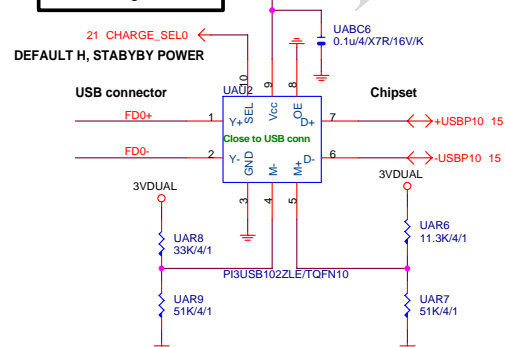 21 CHARGE_SEL0
DEFAULT H, STABYBY POWER
UABC6
0.1u/4/X7R/16V/K
USB connector
UAU2
Chipset
10
9
8
SEL
Vcc
OE
FD0+
1
Y+
D+
7
+USBP10 15
Close to USB conn
FD0-
2
Y-
D-
6
-USBP10 15
GND
M-
M+
3
4
5
3VDUAL
3VDUAL
UAR8
33K/4/1
UAR6
11.3K/4/1
PI3USB102ZLE/TQFN10
UAR9
51K/4/1
UAR7
51K/4/1